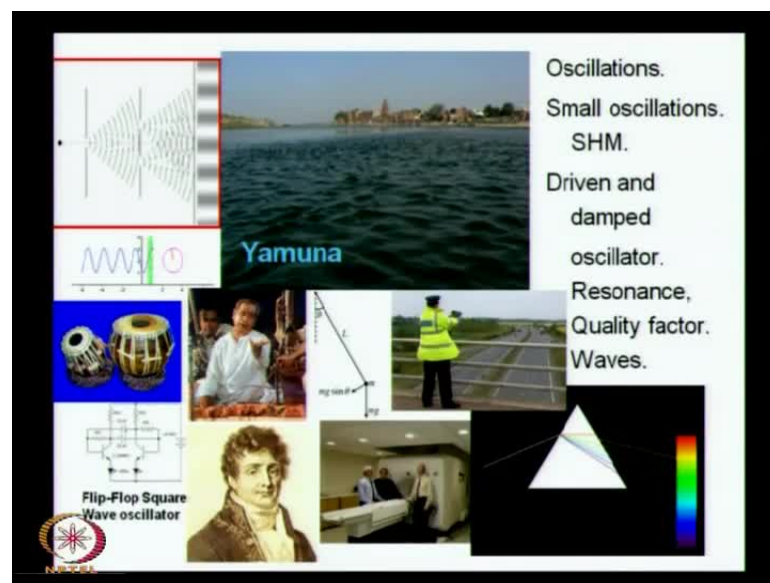 Oscillations.
Small oscillations.
SHM.
Driven and
damped
oscillator.
Resonance,
Quality factor.
Waves.
Yamuna
L
m
mg sin θ
mg
Flip-Flop Square
Wave oscillator
NPTEL